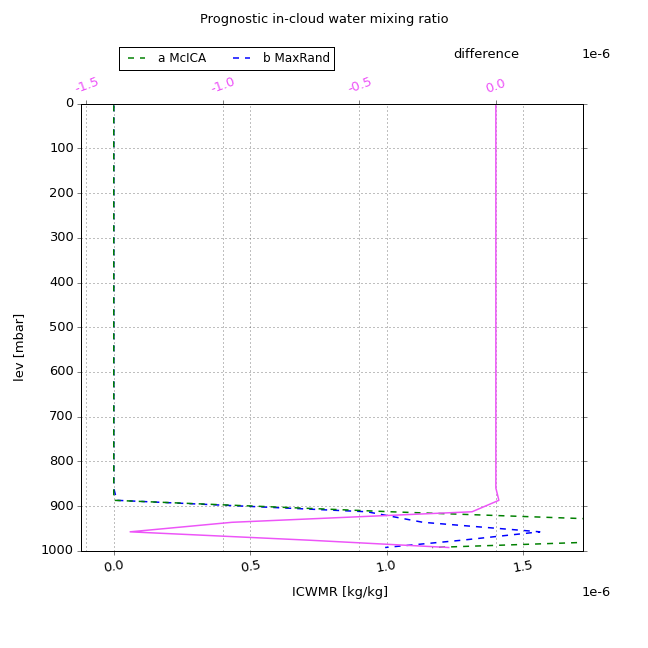 Prognostic in-cloud water mixing ratio
a McICA b MaxRand
difference 1e-6
-1.5 -1.0 -0.5 0.0
0
100
200
300
400
500
600
700
800
900
1000
lev [mbar]
0.0 0.5 1.0 1.5
ICWMR [kg/kg] 1e-6